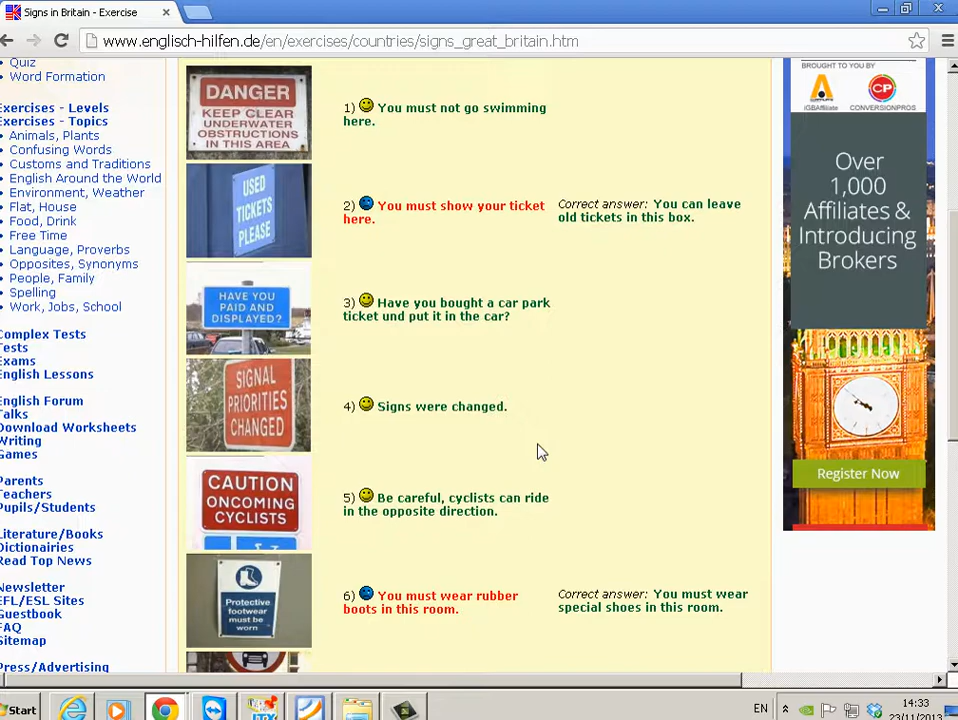 Signs in Britain - Exercise
www.englisch-hilfen.de/en/exercises/countries/signs_great_britain.htm
Quiz
Word Formation
Exercises - Levels
Exercises - Topics
Animals, Plants
Confusing Words
Customs and Traditions
English Around the World
Environment, Weather
Flat, House
Food, Drink
Free Time
Language, Proverbs
Opposites, Synonyms
People, Family
Spelling
Work, Jobs, School
Complex Tests
Tests
Exams
English Lessons
English Forum
Talks
Download Worksheets
Writing
Games
Parents
Teachers
Pupils/Students
Literature/Books
Dictionairies
Read Top News
Newsletter
EFL/ESL Sites
Guestbook
FAQ
Sitemap
Press/Advertising
DANGER
KEEP CLEAR
UNDERWATER
OBSTRUCTIONS
IN THIS AREA
1) You must not go swimming
here.
USED
TICKETS
PLEASE
2) You must show your ticket
here.
Correct answer: You can leave
old tickets in this box.
HAVE YOU
PAID AND
DISPLAYED?
3) Have you bought a car park
ticket und put it in the car?
SIGNAL
PRIORITIES
CHANGED
4) Signs were changed.
CAUTION
ONCOMING
CYCLISTS
5) Be careful, cyclists can ride
in the opposite direction.
Protective
footwear
must be
worn
6) You must wear rubber
boots in this room.
Correct answer: You must wear
special shoes in this room.
BROUGHT TO YOU BY
CP
iGBAffiliate
CONVERSIONPROS
Over
1,000
Affiliates &
Introducing
Brokers
Register Now
Start
EN
14:33
23/11/2013